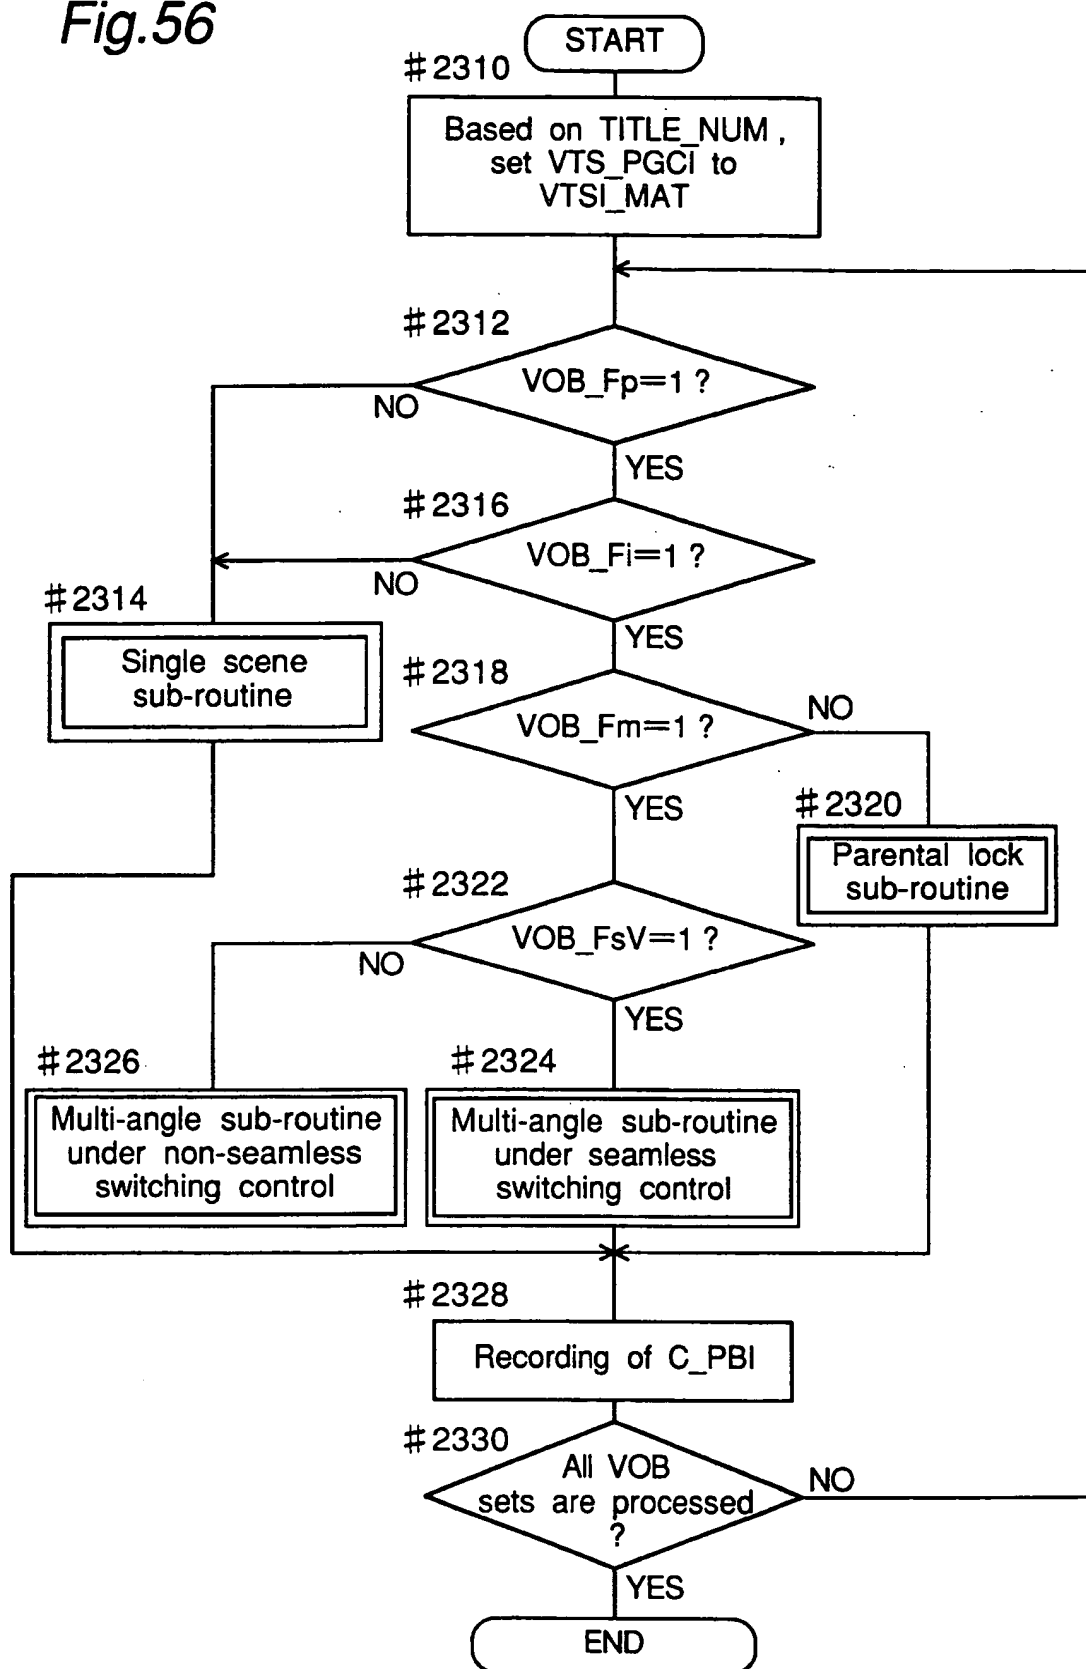 Fig.56
START
#2310
Based on TITLE_NUM,
set VTS_PGCI to
VTSI_MAT
#2312
VOB_Fp=1 ?
NO
YES
#2316
VOB_Fi=1 ?
NO
YES
#2314
Single scene
sub-routine
#2318
VOB_Fm=1 ?
NO
YES
#2320
Parental lock
sub-routine
#2322
VOB_FsV=1 ?
NO
YES
#2326
Multi-angle sub-routine
under non-seamless
switching control
#2324
Multi-angle sub-routine
under seamless
switching control
#2328
Recording of C_PBI
#2330
All VOB
sets are processed
?
NO
YES
END